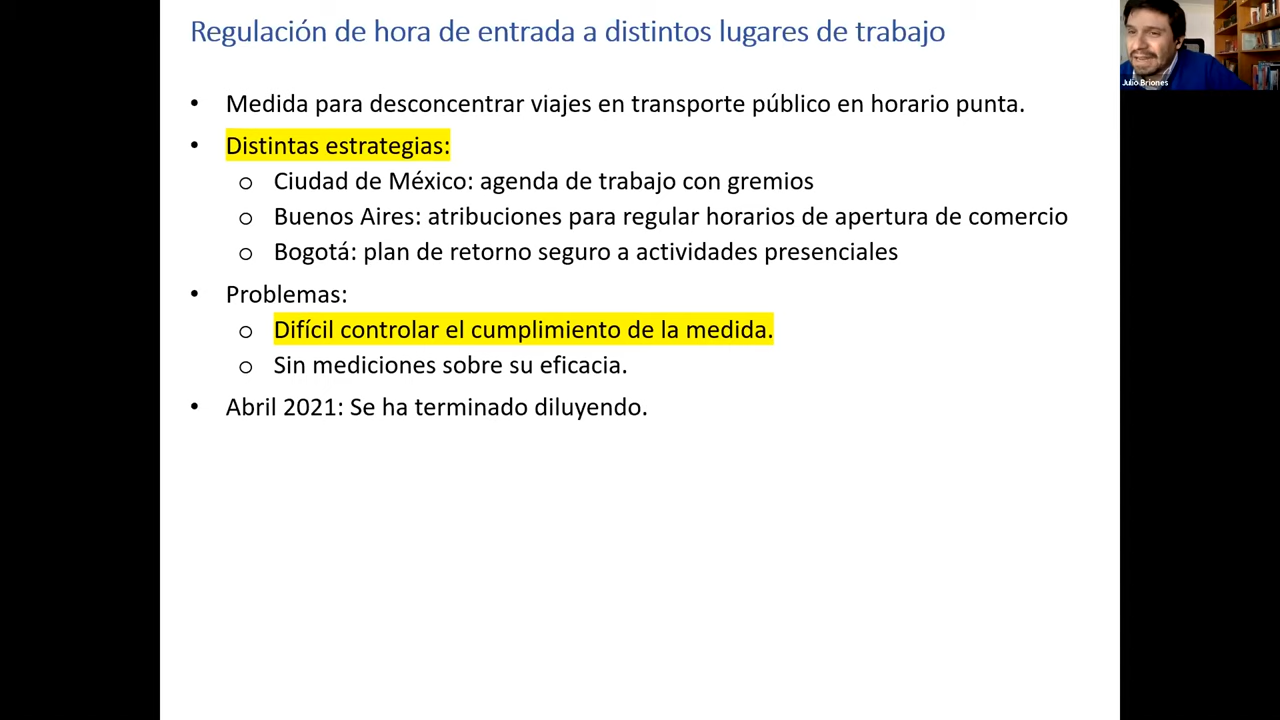 Regulación de hora de entrada a distintos lugares de trabajo
Julio Briones
• Medida para desconcentrar viajes en transporte público en horario punta.
• Distintas estrategias:
o Ciudad de México: agenda de trabajo con gremios
o Buenos Aires: atribuciones para regular horarios de apertura de comercio
o Bogotá: plan de retorno seguro a actividades presenciales
• Problemas:
o Difícil controlar el cumplimiento de la medida.
o Sin mediciones sobre su eficacia.
• Abril 2021: Se ha terminado diluyendo.